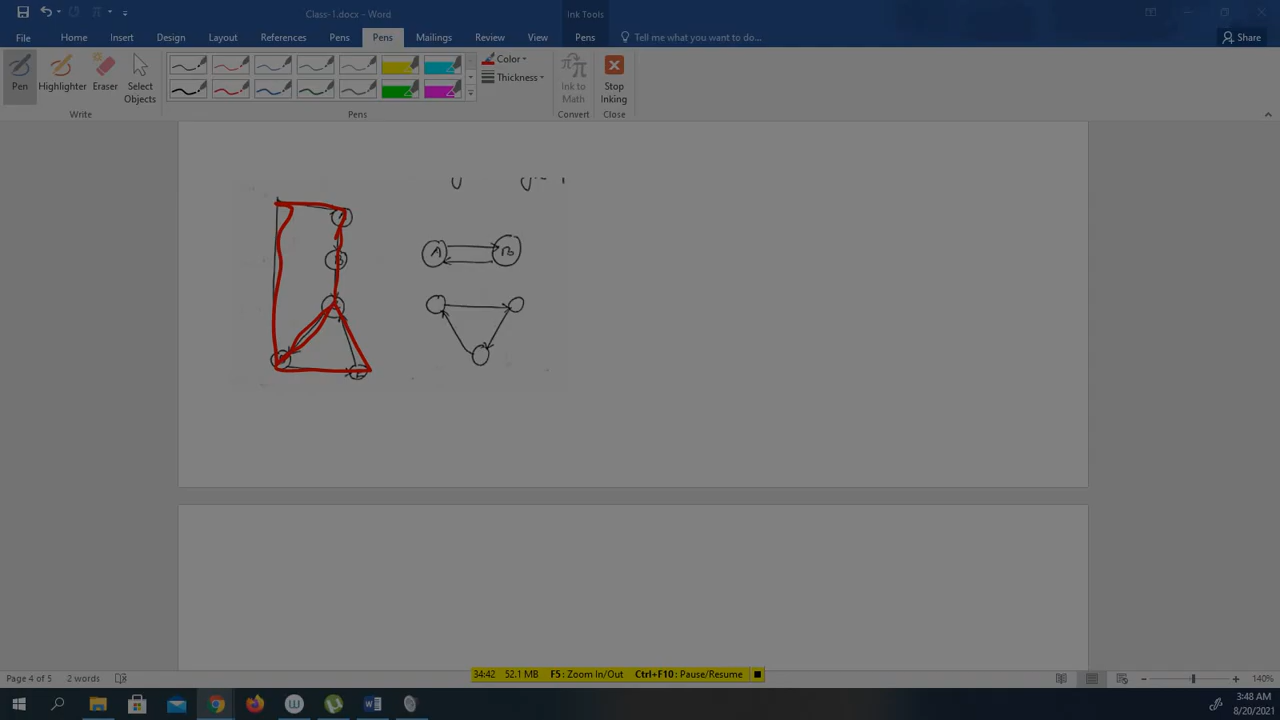 Class-1.docx - Word
Ink Tools
File Home Insert Design Layout References Pens Pens Mailings Review View Pens Tell me what you want to do... Share
Pen Highlighter Eraser Select Objects
Color
Thickness
Ink to Math
Stop Inking
Write Pens Convert Close
B
A
34:42 52.1 MB F5: Zoom In/Out Ctrl+F10: Pause/Resume
Page 4 of 5 2 words 140%
3:48 AM
8/20/2021